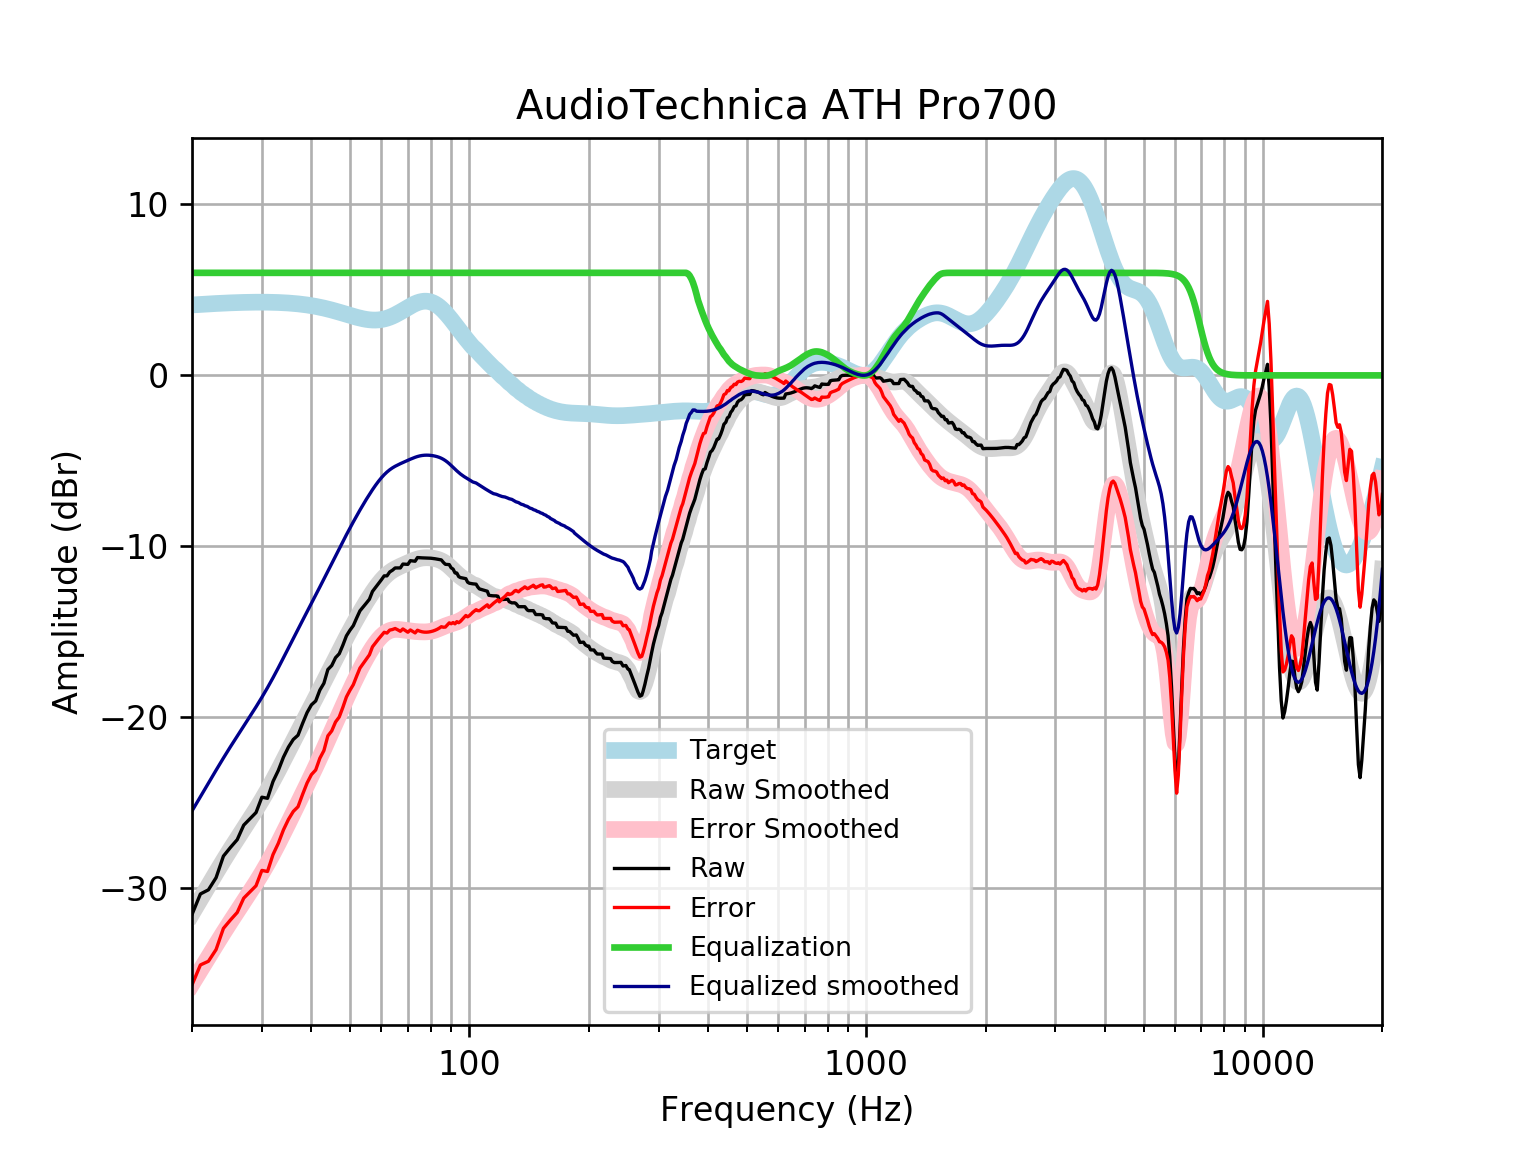 AudioTechnica ATH Pro700
10
0
−10
−20
−30
Amplitude (dBr)
Target
Raw Smoothed
Error Smoothed
Raw
Error
Equalization
Equalized smoothed
100
1000
10000
Frequency (Hz)